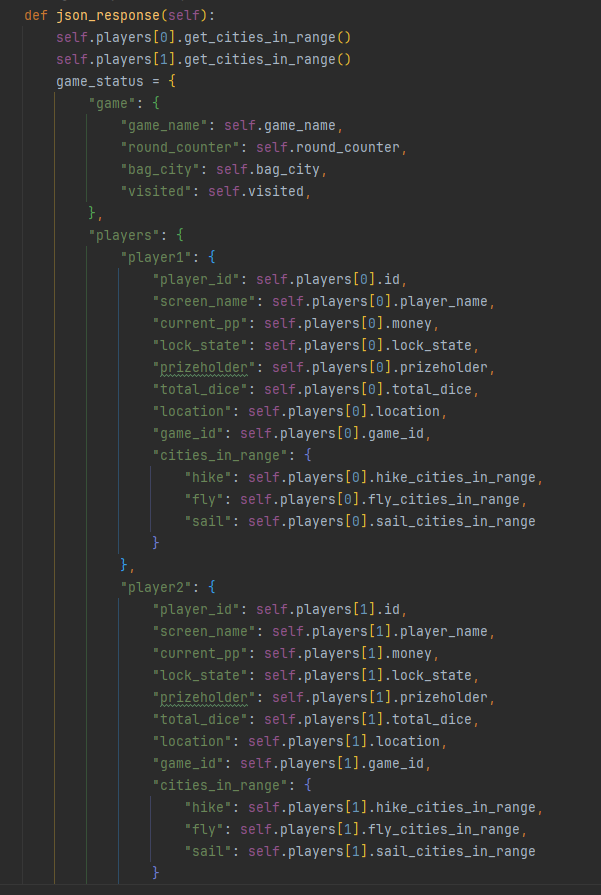 def json_response(self):
    self.players[0].get_cities_in_range()
    self.players[1].get_cities_in_range()
    game_status = {
        "game": {
            "game_name": self.game_name,
            "round_counter": self.round_counter,
            "bag_city": self.bag_city,
            "visited": self.visited,
        },
        "players": {
            "player1": {
                "player_id": self.players[0].id,
                "screen_name": self.players[0].player_name,
                "current_pp": self.players[0].money,
                "lock_state": self.players[0].lock_state,
                "prizeholder": self.players[0].prizeholder,
                "total_dice": self.players[0].total_dice,
                "location": self.players[0].location,
                "game_id": self.players[0].game_id,
                "cities_in_range": {
                    "hike": self.players[0].hike_cities_in_range,
                    "fly": self.players[0].fly_cities_in_range,
                    "sail": self.players[0].sail_cities_in_range
                }
            },
            "player2": {
                "player_id": self.players[1].id,
                "screen_name": self.players[1].player_name,
                "current_pp": self.players[1].money,
                "lock_state": self.players[1].lock_state,
                "prizeholder": self.players[1].prizeholder,
                "total_dice": self.players[1].total_dice,
                "location": self.players[1].location,
                "game_id": self.players[1].game_id,
                "cities_in_range": {
                    "hike": self.players[1].hike_cities_in_range,
                    "fly": self.players[1].fly_cities_in_range,
                    "sail": self.players[1].sail_cities_in_range
                }